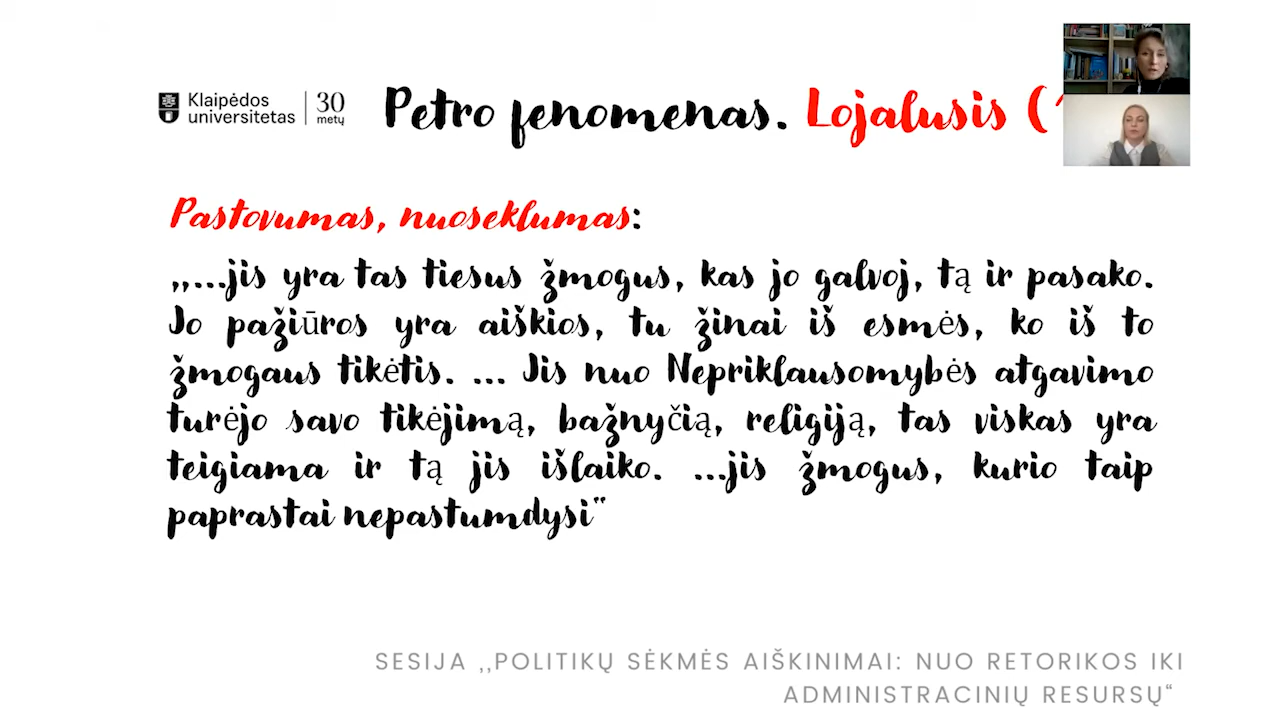 Klaipėdos
universitetas
30
metų
Petro fenomenas. Lojalusis (
Pastovumas, nuoseklumas:
„...jis yra tas tiesus žmogus, kas jo galvoj, tą ir pasako.
Jo pažiūros yra aiškios, tu žinai iš esmės, ko iš to
žmogaus tikėtis. ... Jis nuo Nepriklausomybės atgavimo
turėjo savo tikėjimą, bažnyčią, religiją, tas viskas yra
teigiama ir tą jis išlaiko. ...jis žmogus, kurio taip
paprastai nepastumdysi“
SESIJA ,,POLITIKŲ SĖKMĖS AIŠKINIMAI: NUO RETORIKOS IKI
ADMINISTRACINIŲ RESURSŲ“